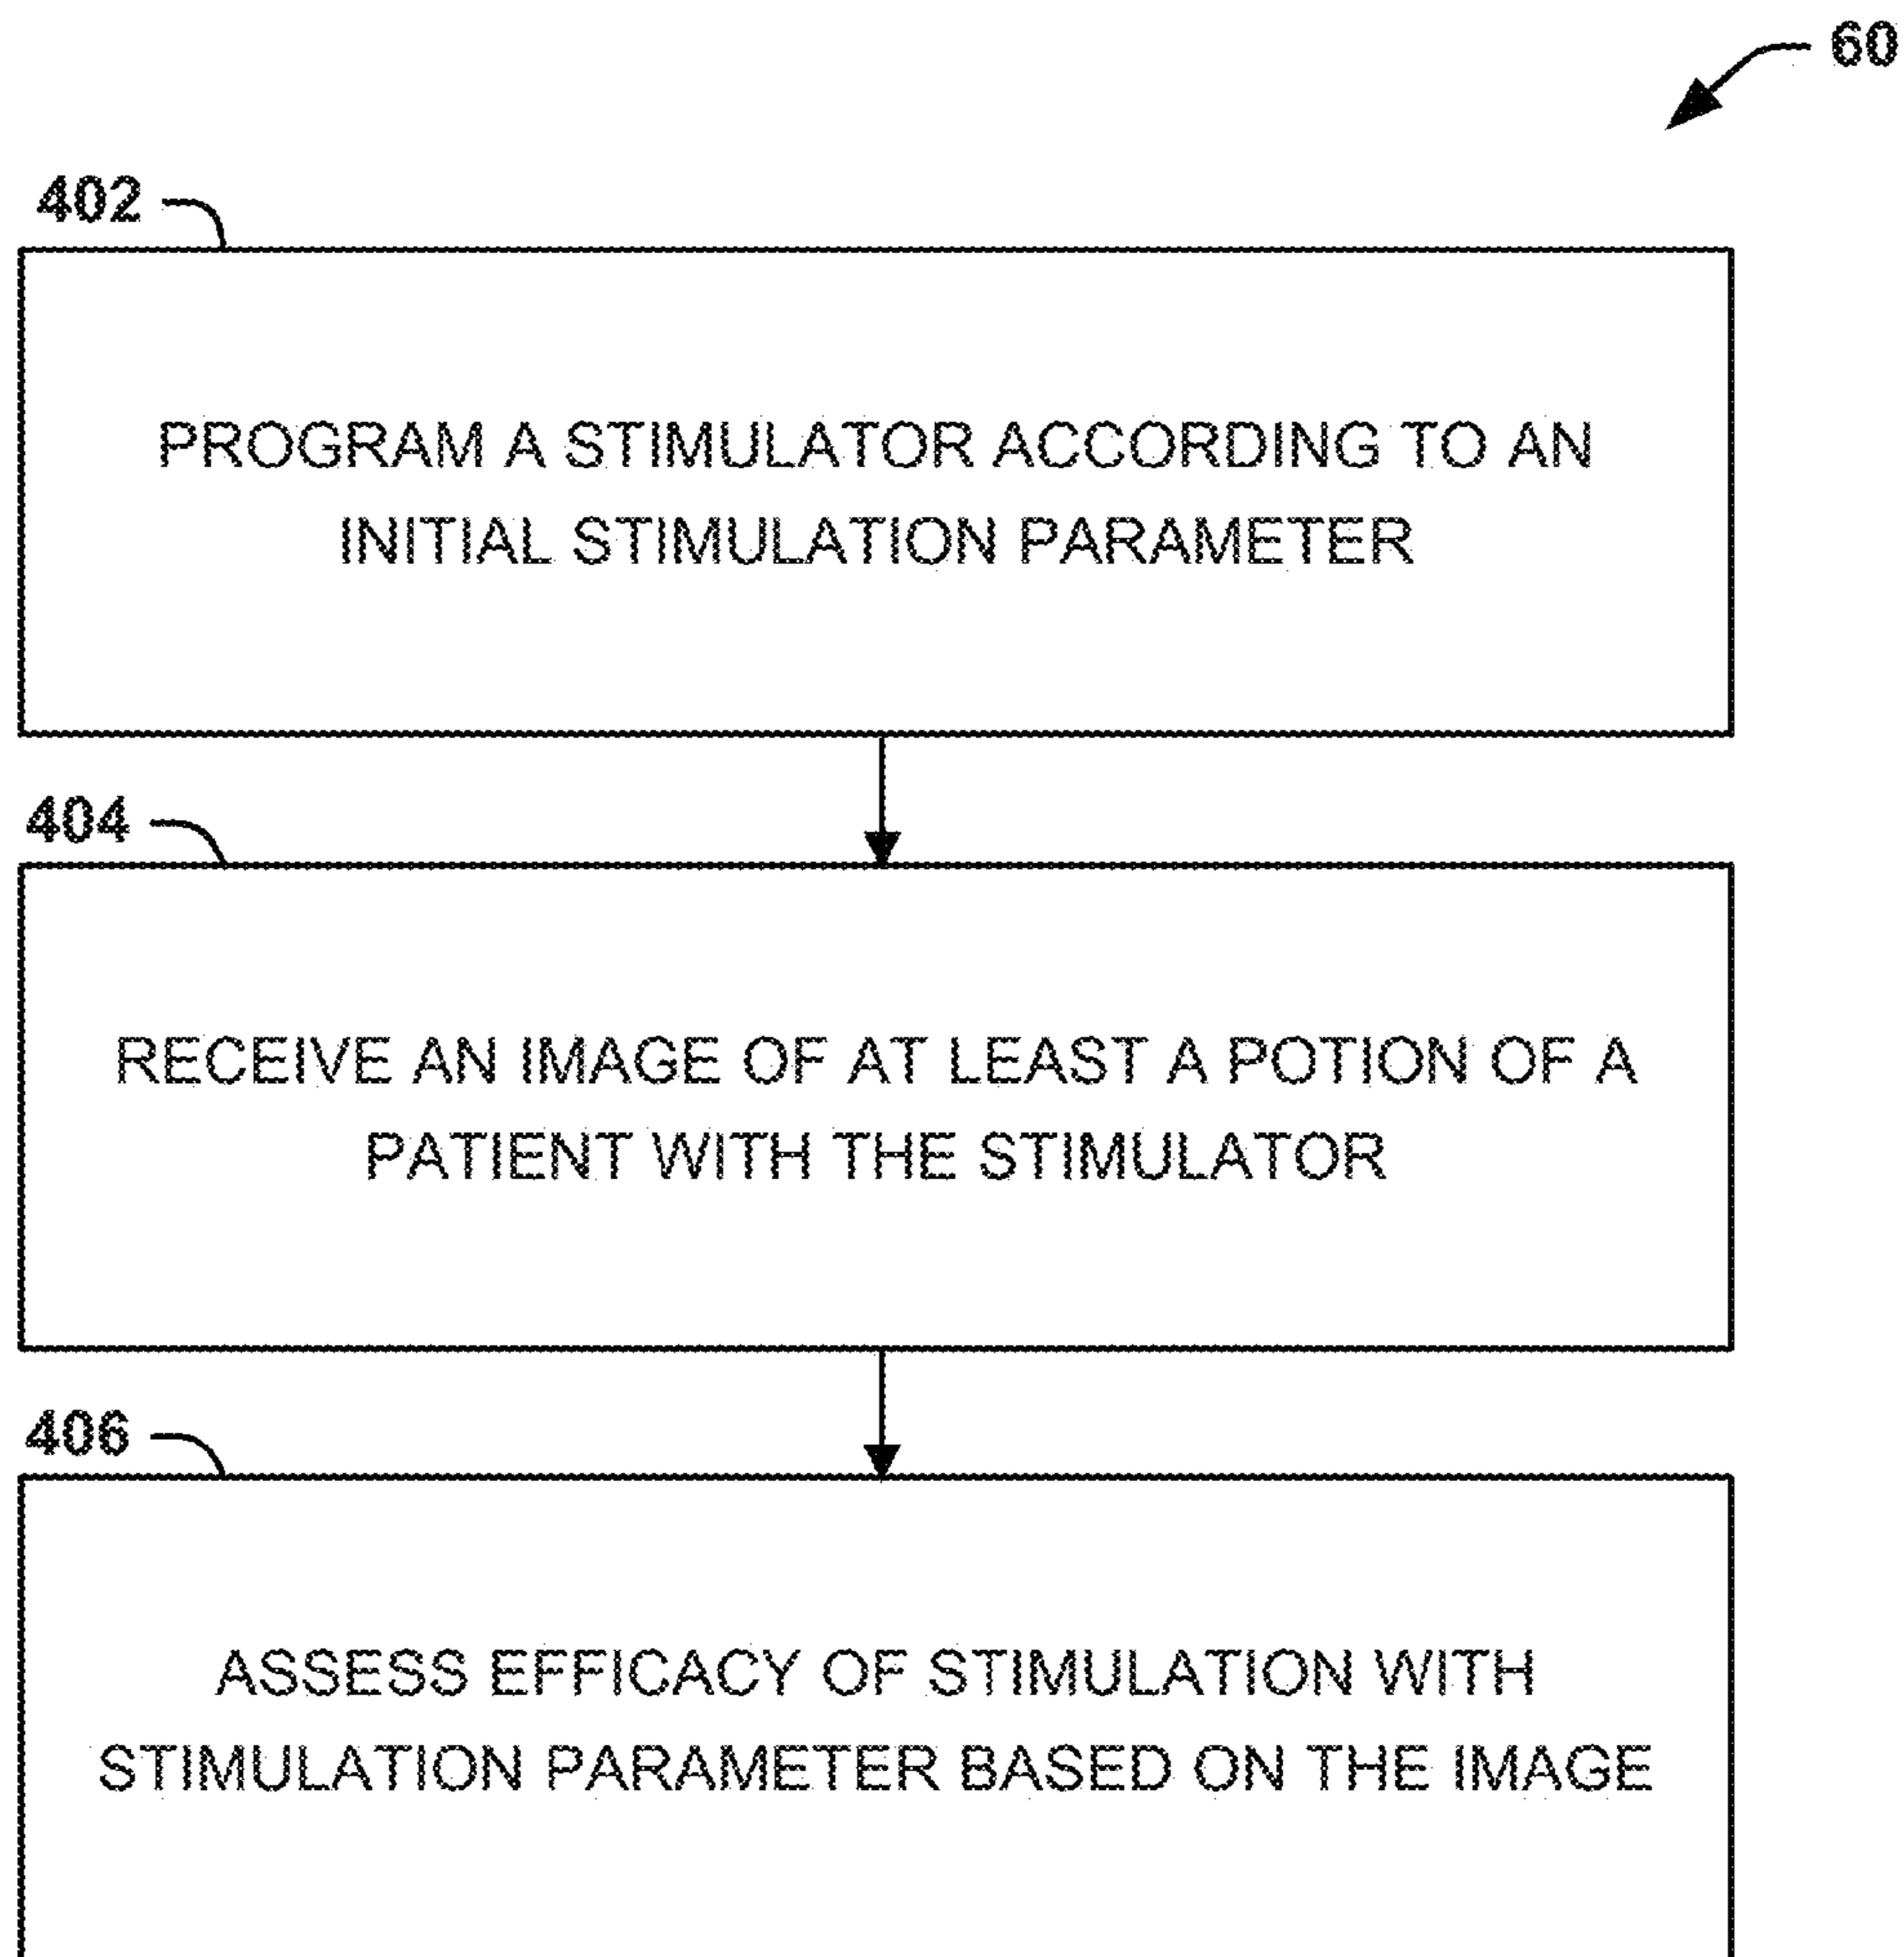 60
402
PROGRAM A STIMULATOR ACCORDING TO AN
INITIAL STIMULATION PARAMETER
404
RECEIVE AN IMAGE OF AT LEAST A POTION OF A
PATIENT WITH THE STIMULATOR
406
ASSESS EFFICACY OF STIMULATION WITH
STIMULATION PARAMETER BASED ON THE IMAGE